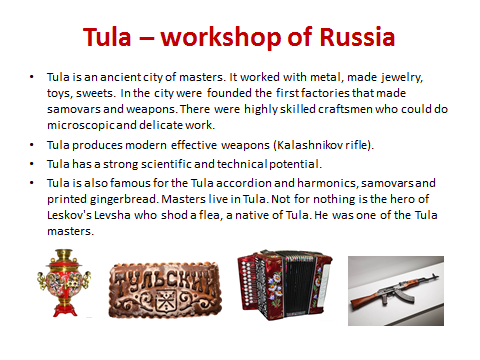 Tula – workshop of Russia
• Tula is an ancient city of masters. It worked with metal, made jewelry,
toys, sweets. In the city were founded the first factories that made
samovars and weapons. There were highly skilled craftsmen who could do
microscopic and delicate work.
• Tula produces modern effective weapons (Kalashnikov rifle).
• Tula has a strong scientific and technical potential.
• Tula is also famous for the Tula accordion and harmonics, samovars and
printed gingerbread. Masters live in Tula. Not for nothing is the hero of
Leskov's Levsha who shod a flea, a native of Tula. He was one of the Tula
masters.
ТУЛЬСКИЙ